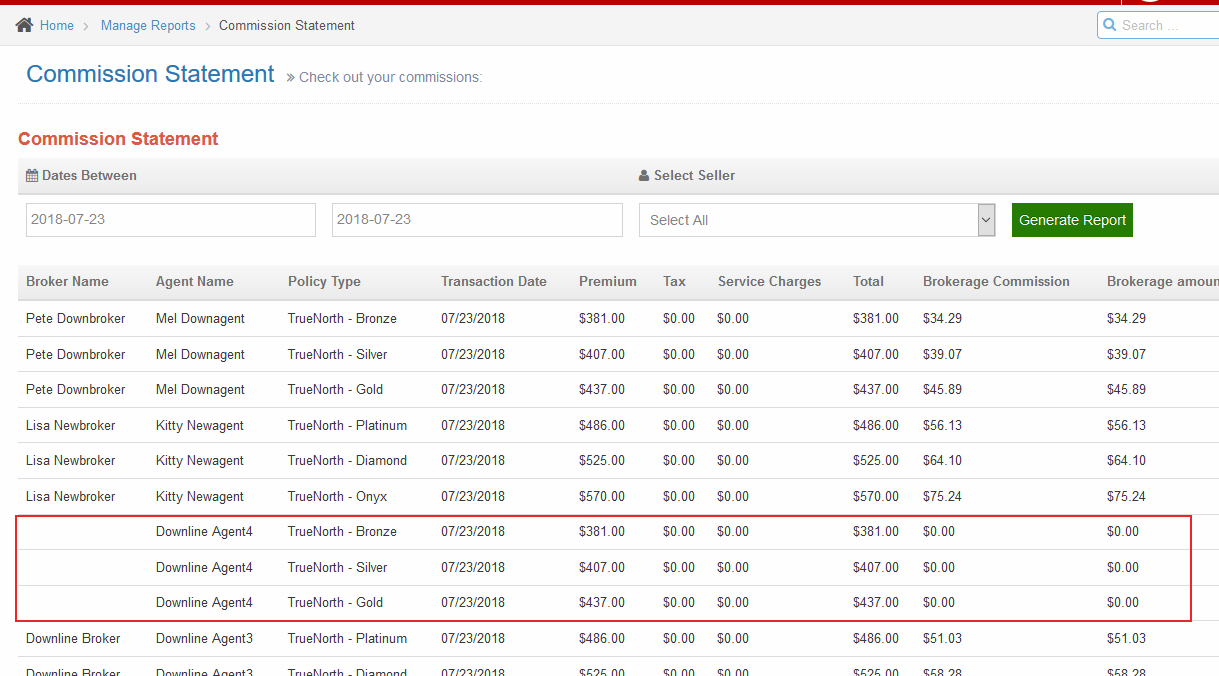 Home > Manage Reports > Commission Statement Search ...
Commission Statement » Check out your commissions:
Commission Statement
Dates Between Select Seller
2018-07-23 2018-07-23 Select All Generate Report
Broker Name Agent Name Policy Type Transaction Date Premium Tax Service Charges Total Brokerage Commission Brokerage amoun
Pete Downbroker Mel Downagent TrueNorth - Bronze 07/23/2018 $381.00 $0.00 $0.00 $381.00 $34.29 $34.29
Pete Downbroker Mel Downagent TrueNorth - Silver 07/23/2018 $407.00 $0.00 $0.00 $407.00 $39.07 $39.07
Pete Downbroker Mel Downagent TrueNorth - Gold 07/23/2018 $437.00 $0.00 $0.00 $437.00 $45.89 $45.89
Lisa Newbroker Kitty Newagent TrueNorth - Platinum 07/23/2018 $486.00 $0.00 $0.00 $486.00 $56.13 $56.13
Lisa Newbroker Kitty Newagent TrueNorth - Diamond 07/23/2018 $525.00 $0.00 $0.00 $525.00 $64.10 $64.10
Lisa Newbroker Kitty Newagent TrueNorth - Onyx 07/23/2018 $570.00 $0.00 $0.00 $570.00 $75.24 $75.24
Downline Agent4 TrueNorth - Bronze 07/23/2018 $381.00 $0.00 $0.00 $381.00 $0.00 $0.00
Downline Agent4 TrueNorth - Silver 07/23/2018 $407.00 $0.00 $0.00 $407.00 $0.00 $0.00
Downline Agent4 TrueNorth - Gold 07/23/2018 $437.00 $0.00 $0.00 $437.00 $0.00 $0.00
Downline Broker Downline Agent3 TrueNorth - Platinum 07/23/2018 $486.00 $0.00 $0.00 $486.00 $51.03 $51.03
Downline Broker Downline Agent3 TrueNorth - Diamond 07/23/2018 $525.00 $0.00 $0.00 $525.00 $58.28 $58.28